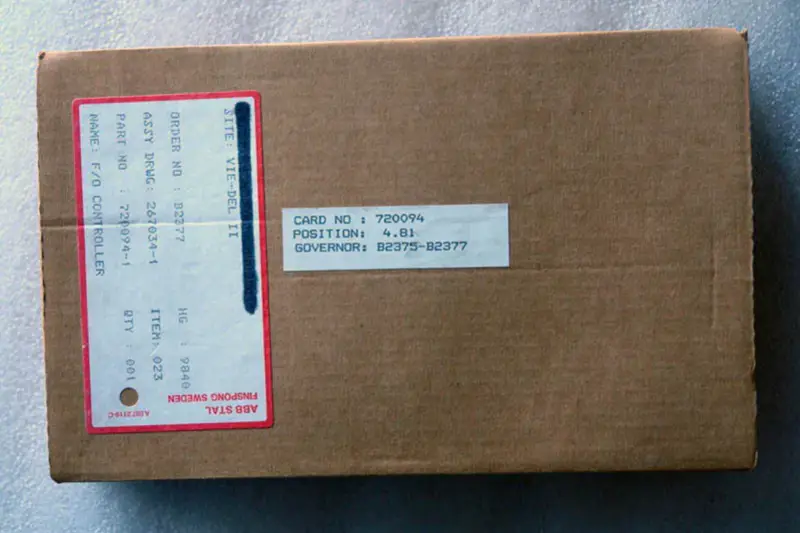 ABB STAL
FINSPONG SWEDEN
SITE: VIE-DEL II
ORDER NO : B2377 HG : 9840
ASSY DRWG: 267034-1 ITEM: 023
PART NO : 720094-1 QTY : 001
NAME: F/O CONTROLLER
CARD NO : 720094
POSITION: 4.81
GOVERNOR: B2375-B2377